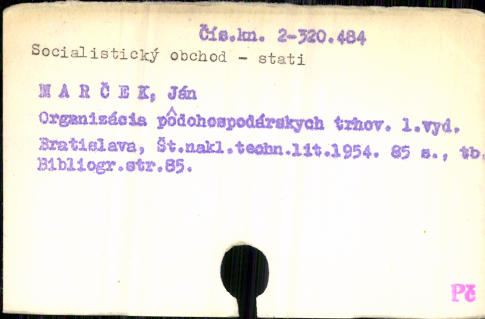 Čís.kn. 2-320.484
Socialistický obchod - stati
M A R Č E K, Ján
Organizácia pôdohospodárskych trhov. 1.vyd.
Bratislava, Št.nakl.techn.lit.1954. 85 s., tb.
Bibliogr.str.85.
Pč